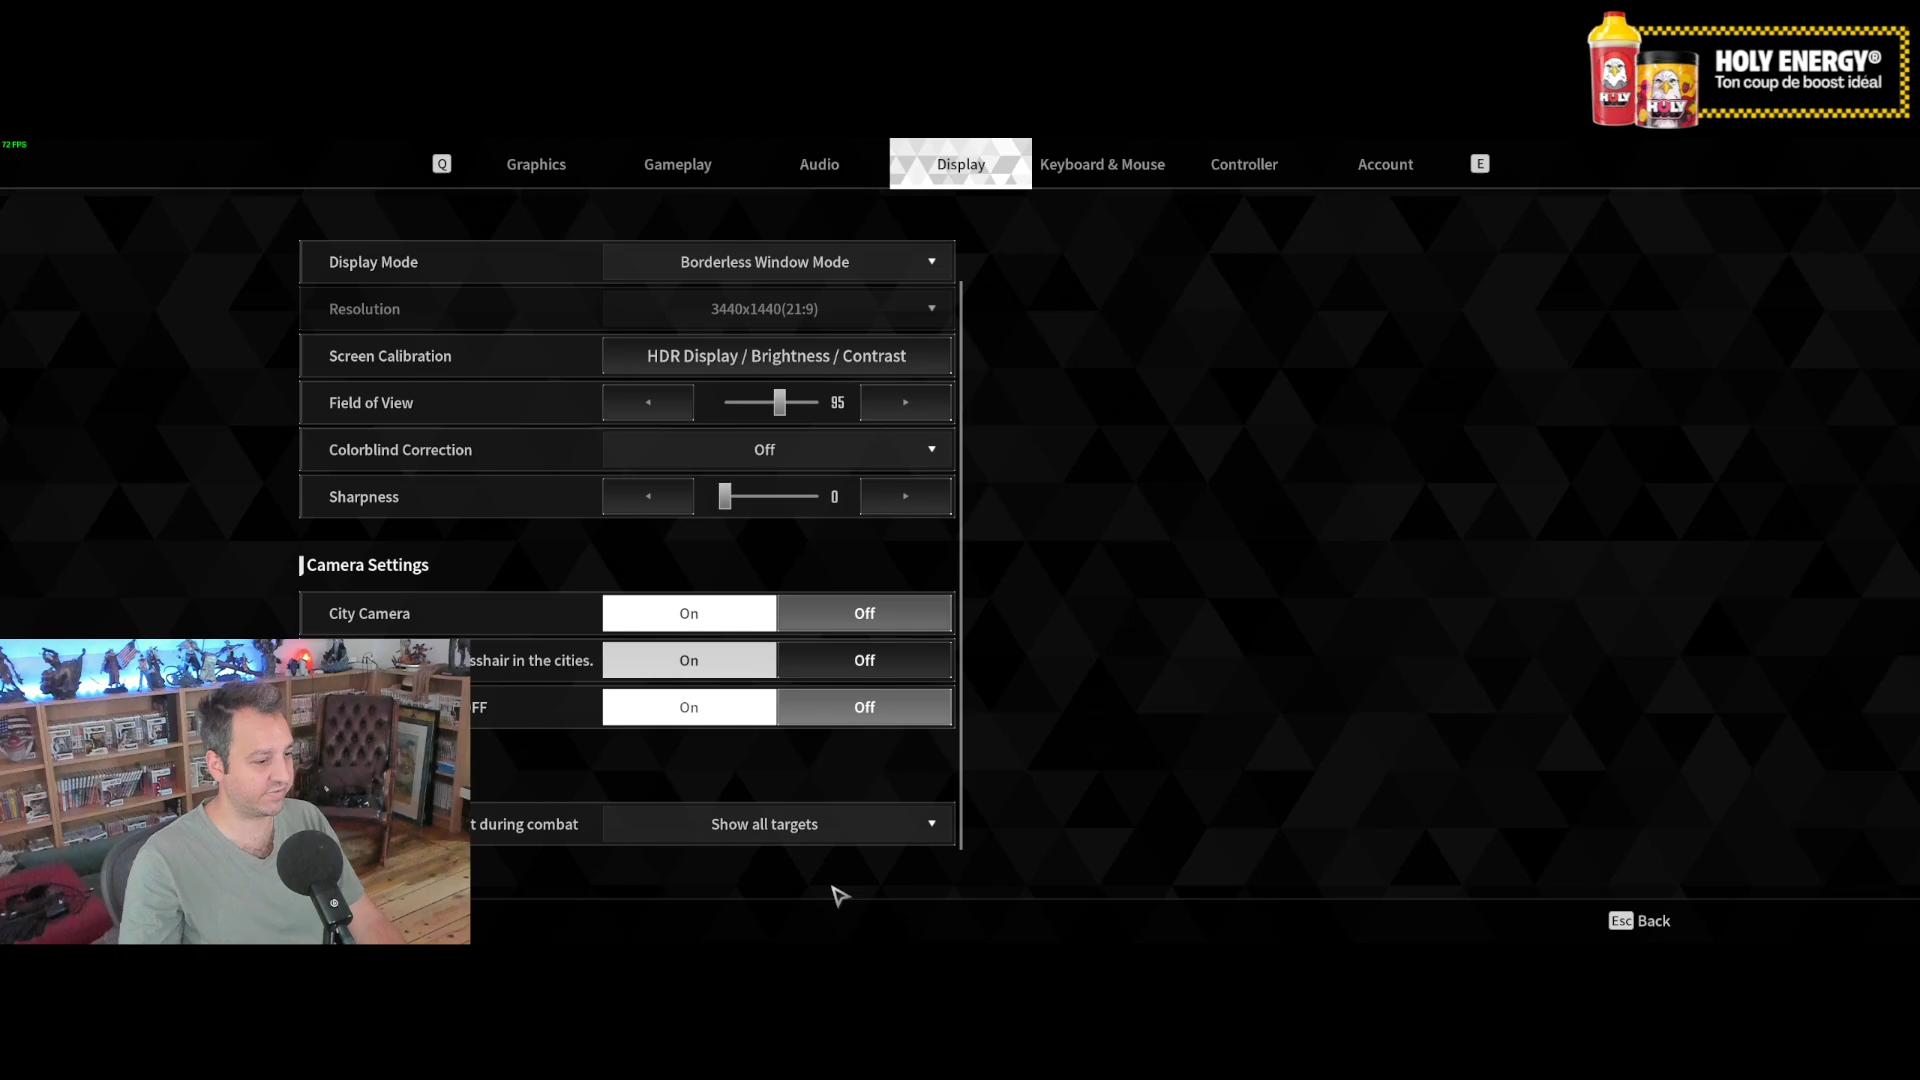 HOLY ENERGY®
Ton coup de boost idéal
HOLY
HOLY
72 FPS
Q Graphics Gameplay Audio Display Keyboard & Mouse Controller Account E
Display Mode Borderless Window Mode
Resolution 3440x1440(21:9)
Screen Calibration HDR Display / Brightness / Contrast
Field of View 95
Colorblind Correction Off
Sharpness 0
Camera Settings
City Camera On Off
sshair in the cities. On Off
FF On Off
t during combat Show all targets
Esc Back